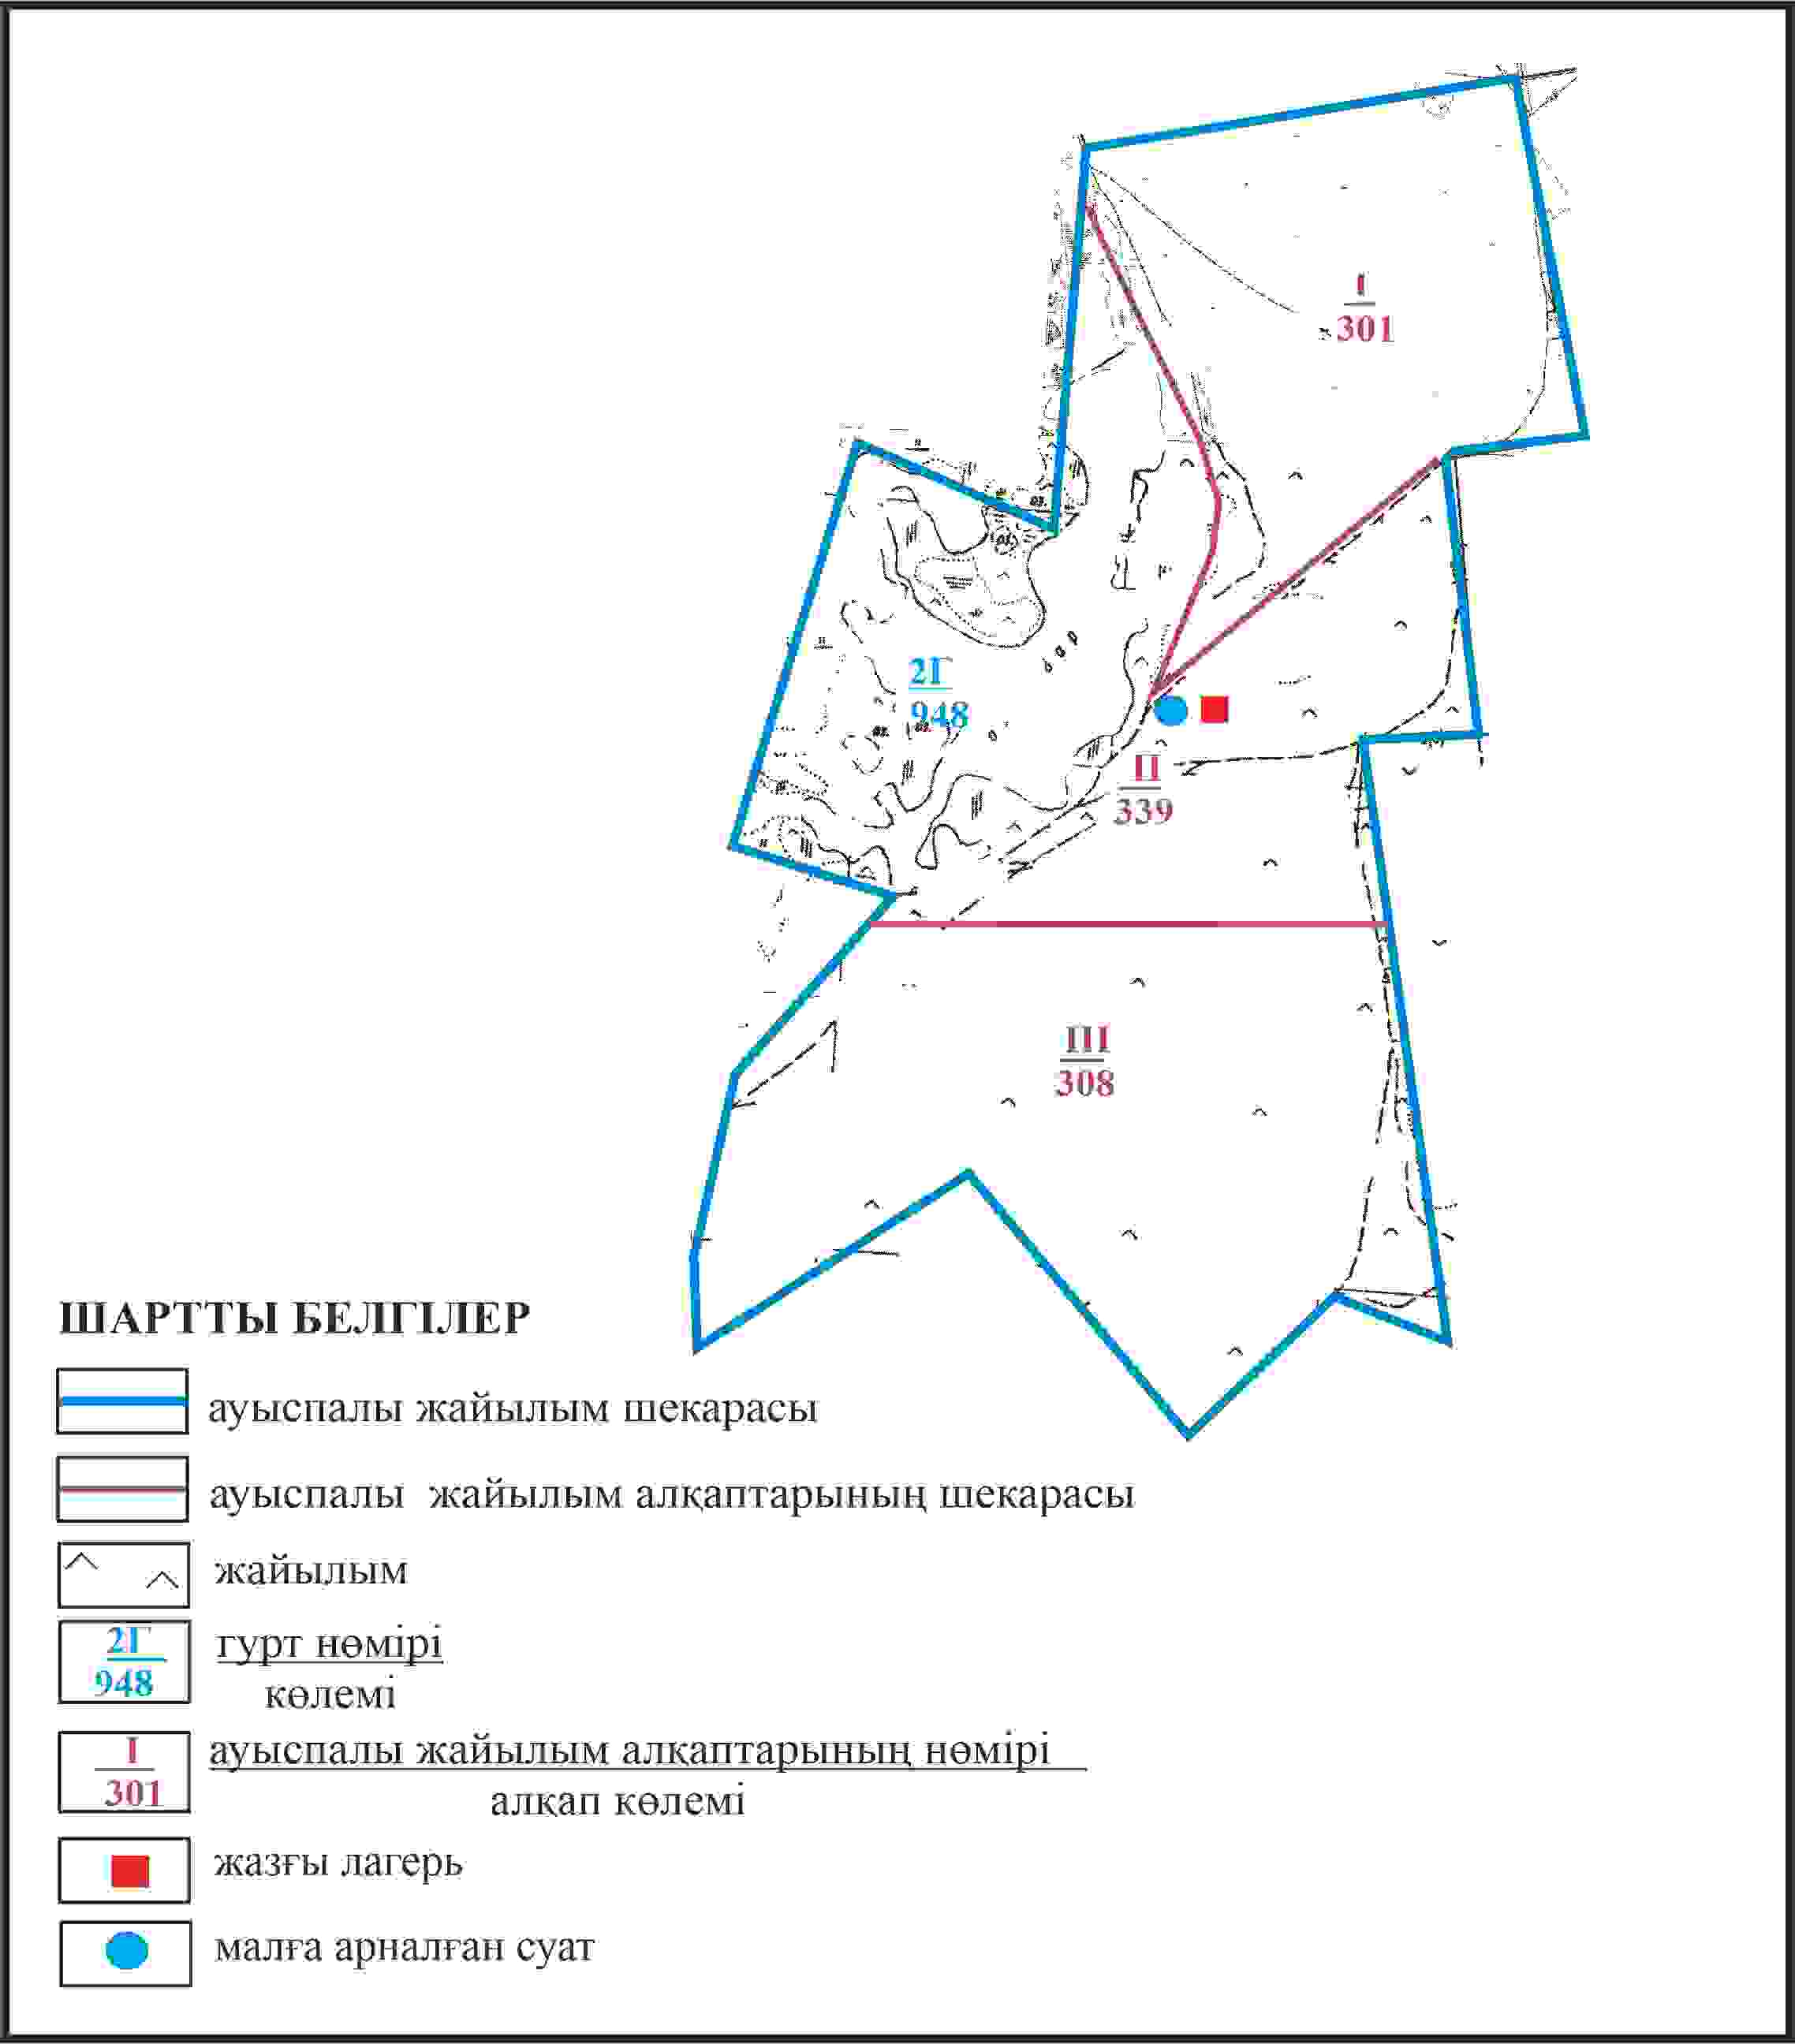 I
301
бар
2Г
948
II
339
III
308
ШАРТТЫ БЕЛГІЛЕР
ауыспалы жайылым шекарасы
ауыспалы жайылым алқаптарының шекарасы
жайылым
2Г
948
гурт нөмірі
көлемі
I
301
ауыспалы жайылым алқаптарының нөмірі
алқап көлемі
жазғы лагерь
малға арналған суат